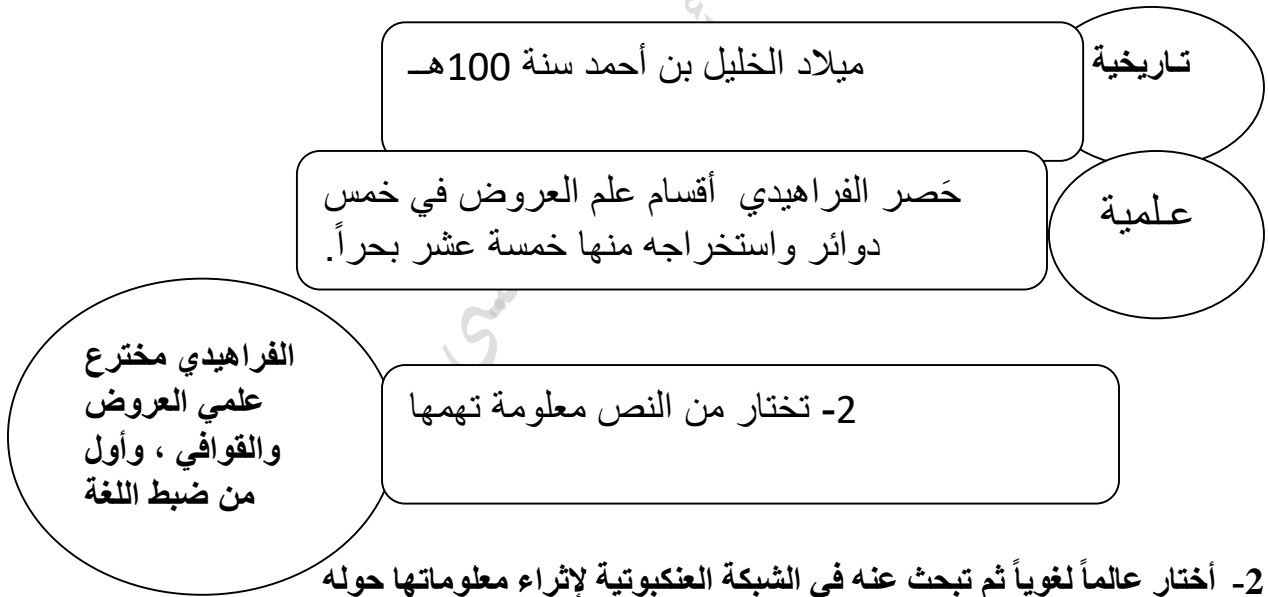 تاريخية
ميلاد الخليل بن أحمد سنة 100هـ
علمية
حَصر الفراهيدي أقسام علم العروض في خمس
دوائر واستخراجه منها خمسة عشر بحراً.
2- تختار من النص معلومة تهمها
الفراهيدي مخترع
علمي العروض
والقوافي ، وأول
من ضبط اللغة
2- أختار عالماً لغوياً ثم تبحث عنه في الشبكة العنكبوتية لإثراء معلوماتها حوله